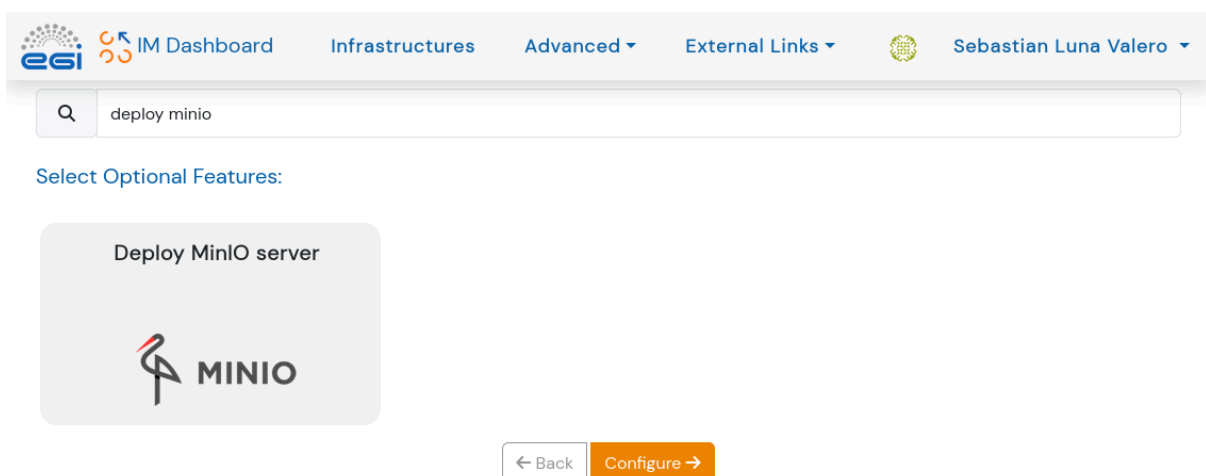 egi IM Dashboard Infrastructures Advanced External Links Sebastian Luna Valero
deploy minio
Select Optional Features:
Deploy MinIO server
MINIO
← Back Configure →